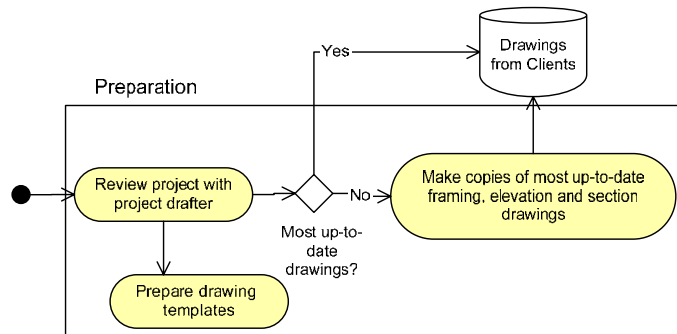 Yes
Drawings
from Clients
Preparation
Review project with
project drafter
No
Make copies of most up-to-date
framing, elevation and section
drawings
Most up-to-
date
drawings?
Prepare drawing
templates